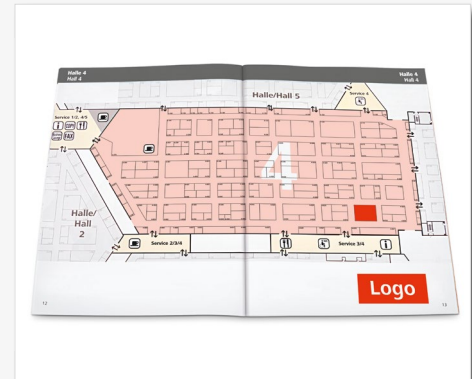 Halle 4
Hall 4
Halle 4
Hall 4
Halle/Hall 5
Service 4
Service 1/2, 4/5
4
Halle/
Hall
2
Service 2/3/4
Service 3/4
Logo
12
13